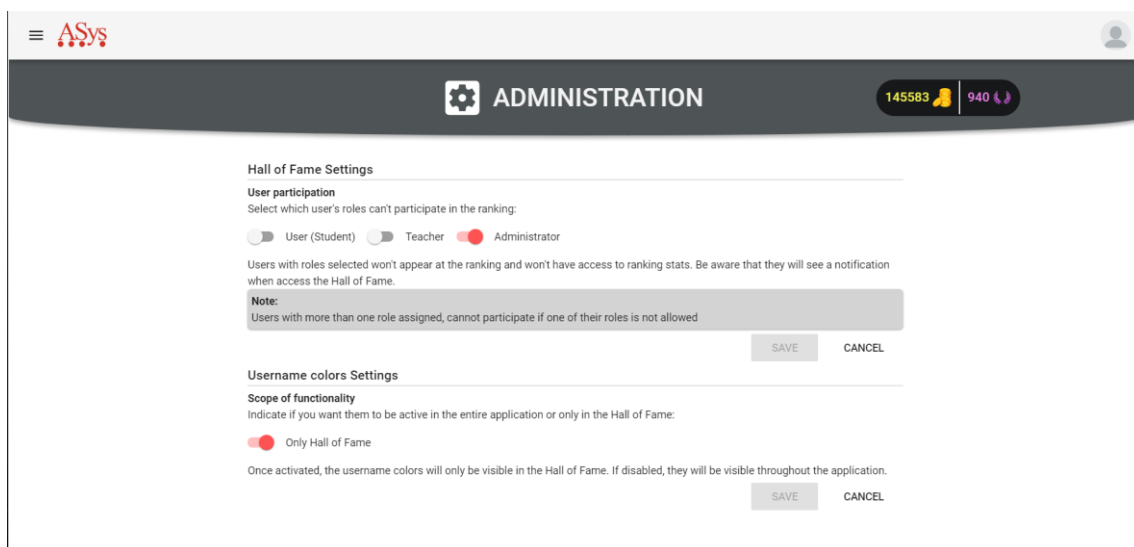 ASys
ADMINISTRATION
145583 940
Hall of Fame Settings
User participation
Select which user's roles can't participate in the ranking:
User (Student) Teacher Administrator
Users with roles selected won't appear at the ranking and won't have access to ranking stats. Be aware that they will see a notification
when access the Hall of Fame.
Note:
Users with more than one role assigned, cannot participate if one of their roles is not allowed
SAVE CANCEL
Username colors Settings
Scope of functionality
Indicate if you want them to be active in the entire application or only in the Hall of Fame:
Only Hall of Fame
Once activated, the username colors will only be visible in the Hall of Fame. If disabled, they will be visible throughout the application.
SAVE CANCEL